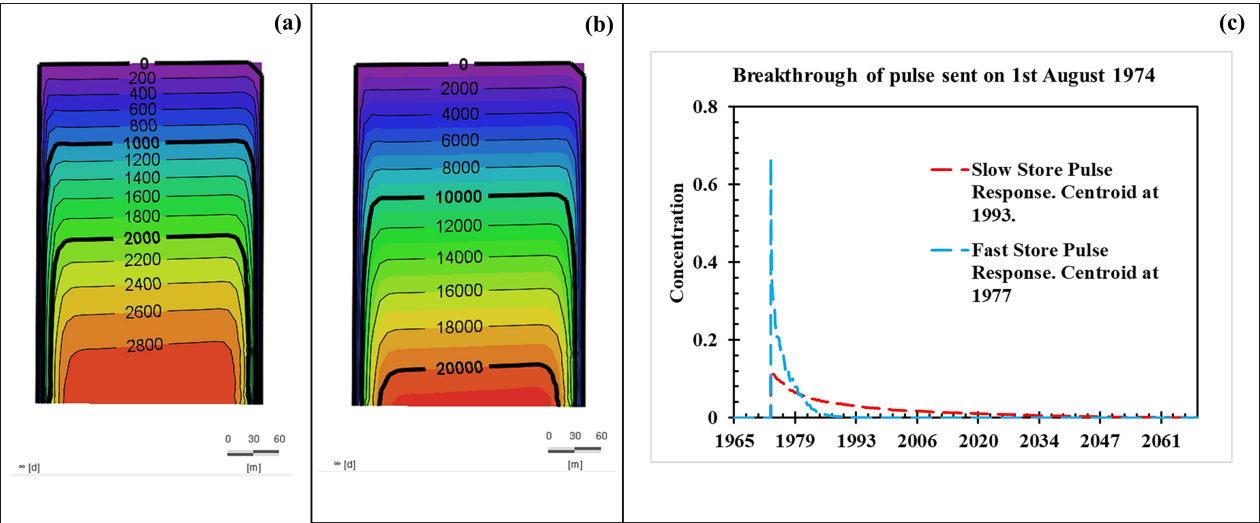 (a)
0
200
400
600
800
1000
1200
1400
1600
1800
2000
2200
2400
2600
2800
0 30 60
∞ [d] [m]
(b)
0
2000
4000
6000
8000
10000
12000
14000
16000
18000
20000
0 30 60
∞ [d] [m]
(c)
Breakthrough of pulse sent on 1st August 1974
Concentration
0.8
0.6
0.4
0.2
0
Slow Store Pulse
Response. Centroid at
1993.
Fast Store Pulse
Response. Centroid at
1977
1965 1979 1993 2006 2020 2034 2047 2061